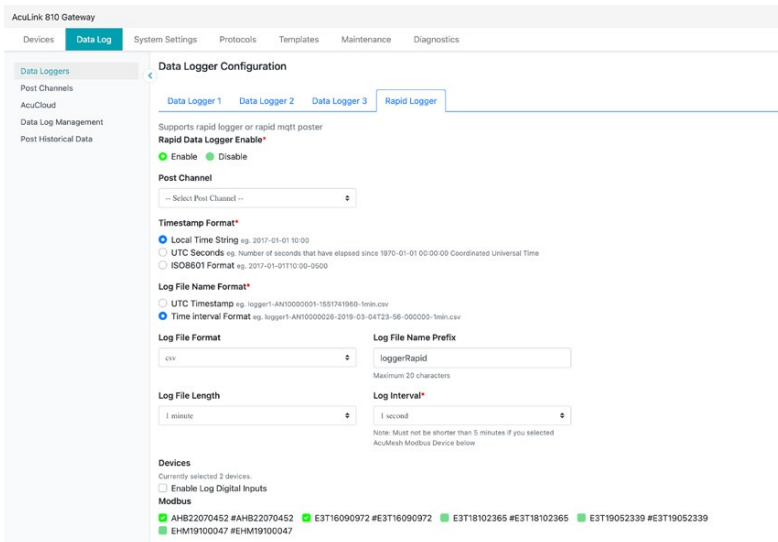 AcuLink 810 Gateway
Devices Data Log System Settings Protocols Templates Maintenance Diagnostics
Data Loggers
Post Channels
AcuCloud
Data Log Management
Post Historical Data
Data Logger Configuration
Data Logger 1 Data Logger 2 Data Logger 3 Rapid Logger
Supports rapid logger or rapid mqtt poster
Rapid Data Logger Enable*
Enable Disable
Post Channel
-- Select Post Channel --
Timestamp Format*
Local Time String eg. 2017-01-01 10:00
UTC Seconds eg. Number of seconds that have elapsed since 1970-01-01 00:00:00 Coordinated Universal Time
ISO8601 Format eg. 2017-01-01T10:00-0500
Log File Name Format*
UTC Timestamp eg. logger1-AN10000001-1551741960-1min.csv
Time interval Format eg. logger1-AN10000026-2019-03-04T23-56-000000-1min.csv
Log File Format Log File Name Prefix
csv loggerRapid
Maximum 20 characters
Log File Length Log Interval*
1 minute 1 second
Note: Must not be shorter than 5 minutes if you selected
AcuMesh Modbus Device below
Devices
Currently selected 2 devices.
Enable Log Digital Inputs
Modbus
AHB22070452 #AHB22070452 E3T16090972 #E3T16090972 E3T18102365 #E3T18102365 E3T19052339 #E3T19052339
EHM19100047 #EHM19100047